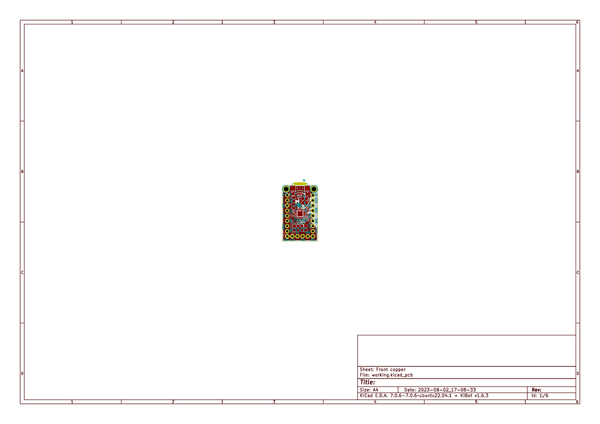 1 2 3 4 5 6
A A
B B
C C
D D
Sheet: Front copper
File: working.kicad_pcb
Title:
Size: A4 Date: 2023-08-02_17-08-33 Rev:
KiCad E.D.A. 7.0.6-7.0.6-ubuntu22.04.1 + KiBot v1.6.3 Id: 1/6
1 2 3 4 5 6